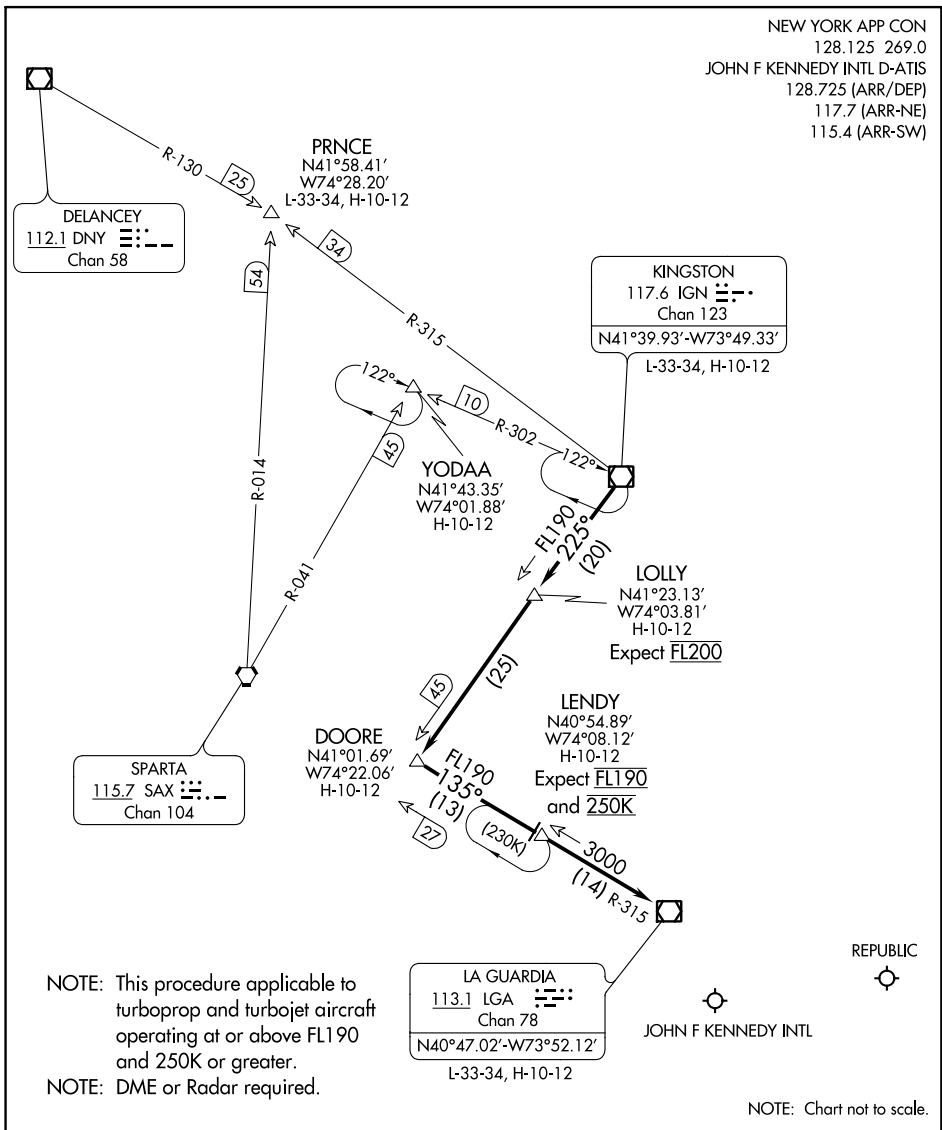 NEW YORK APP CON
128.125 269.0
JOHN F KENNEDY INTL D-ATIS
128.725 (ARR/DEP)
117.7 (ARR-NE)
115.4 (ARR-SW)
R-130
25
PRNCE
N41°58.41'
W74°28.20'
L-33-34, H-10-12
DELANCEY
112.1 DNY
Chan 58
54
34
R-315
KINGSTON
117.6 IGN
Chan 123
N41°39.93'-W73°49.33'
L-33-34, H-10-12
122°
10
R-302
122°
45
R-014
R-041
YODAA
N41°43.35'
W74°01.88'
H-10-12
FL190
225°
(20)
LOLLY
N41°23.13'
W74°03.81'
H-10-12
Expect FL200
(25)
45
SPARTA
115.7 SAX
Chan 104
DOORE
N41°01.69'
W74°22.06'
H-10-12
LENDY
N40°54.89'
W74°08.12'
H-10-12
Expect FL190
and 250K
FL190
135°
(13)
27
(230K)
3000
(14) R-315
LA GUARDIA
113.1 LGA
Chan 78
N40°47.02'-W73°52.12'
L-33-34, H-10-12
REPUBLIC
JOHN F KENNEDY INTL
NOTE: This procedure applicable to
turboprop and turbojet aircraft
operating at or above FL190
and 250K or greater.
NOTE: DME or Radar required.
NOTE: Chart not to scale.